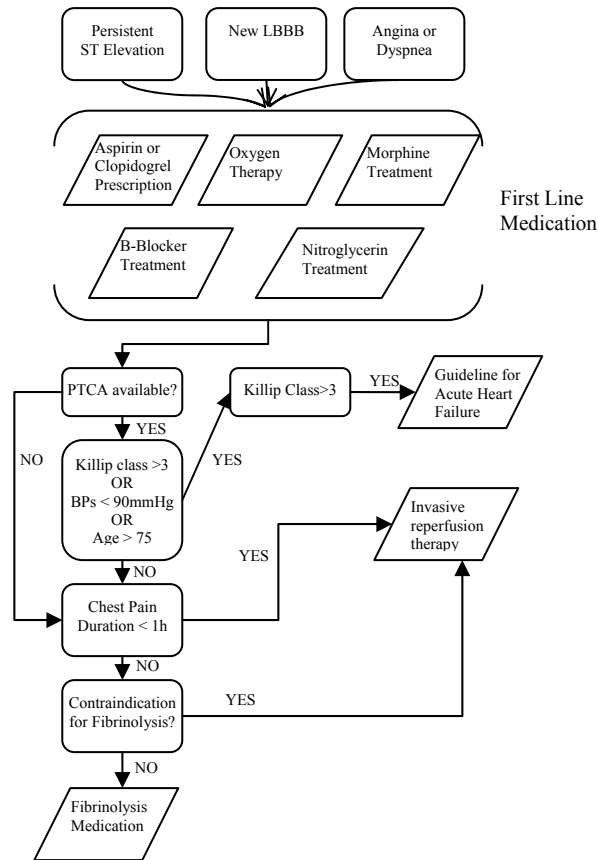 Persistent
ST Elevation
New LBBB
Angina or
Dyspnea
Aspirin or
Clopidogrel
Prescription
Oxygen
Therapy
Morphine
Treatment
First Line
Medication
B-Blocker
Treatment
Nitroglycerin
Treatment
PTCA available?
Killip Class>3
YES
Guideline for
Acute Heart
Failure
YES
NO
Killip class >3
OR
BPs < 90mmHg
OR
Age > 75
YES
Invasive
reperfusion
therapy
YES
NO
Chest Pain
Duration < 1h
NO
Contraindication
for Fibrinolysis?
YES
NO
Fibrinolysis
Medication